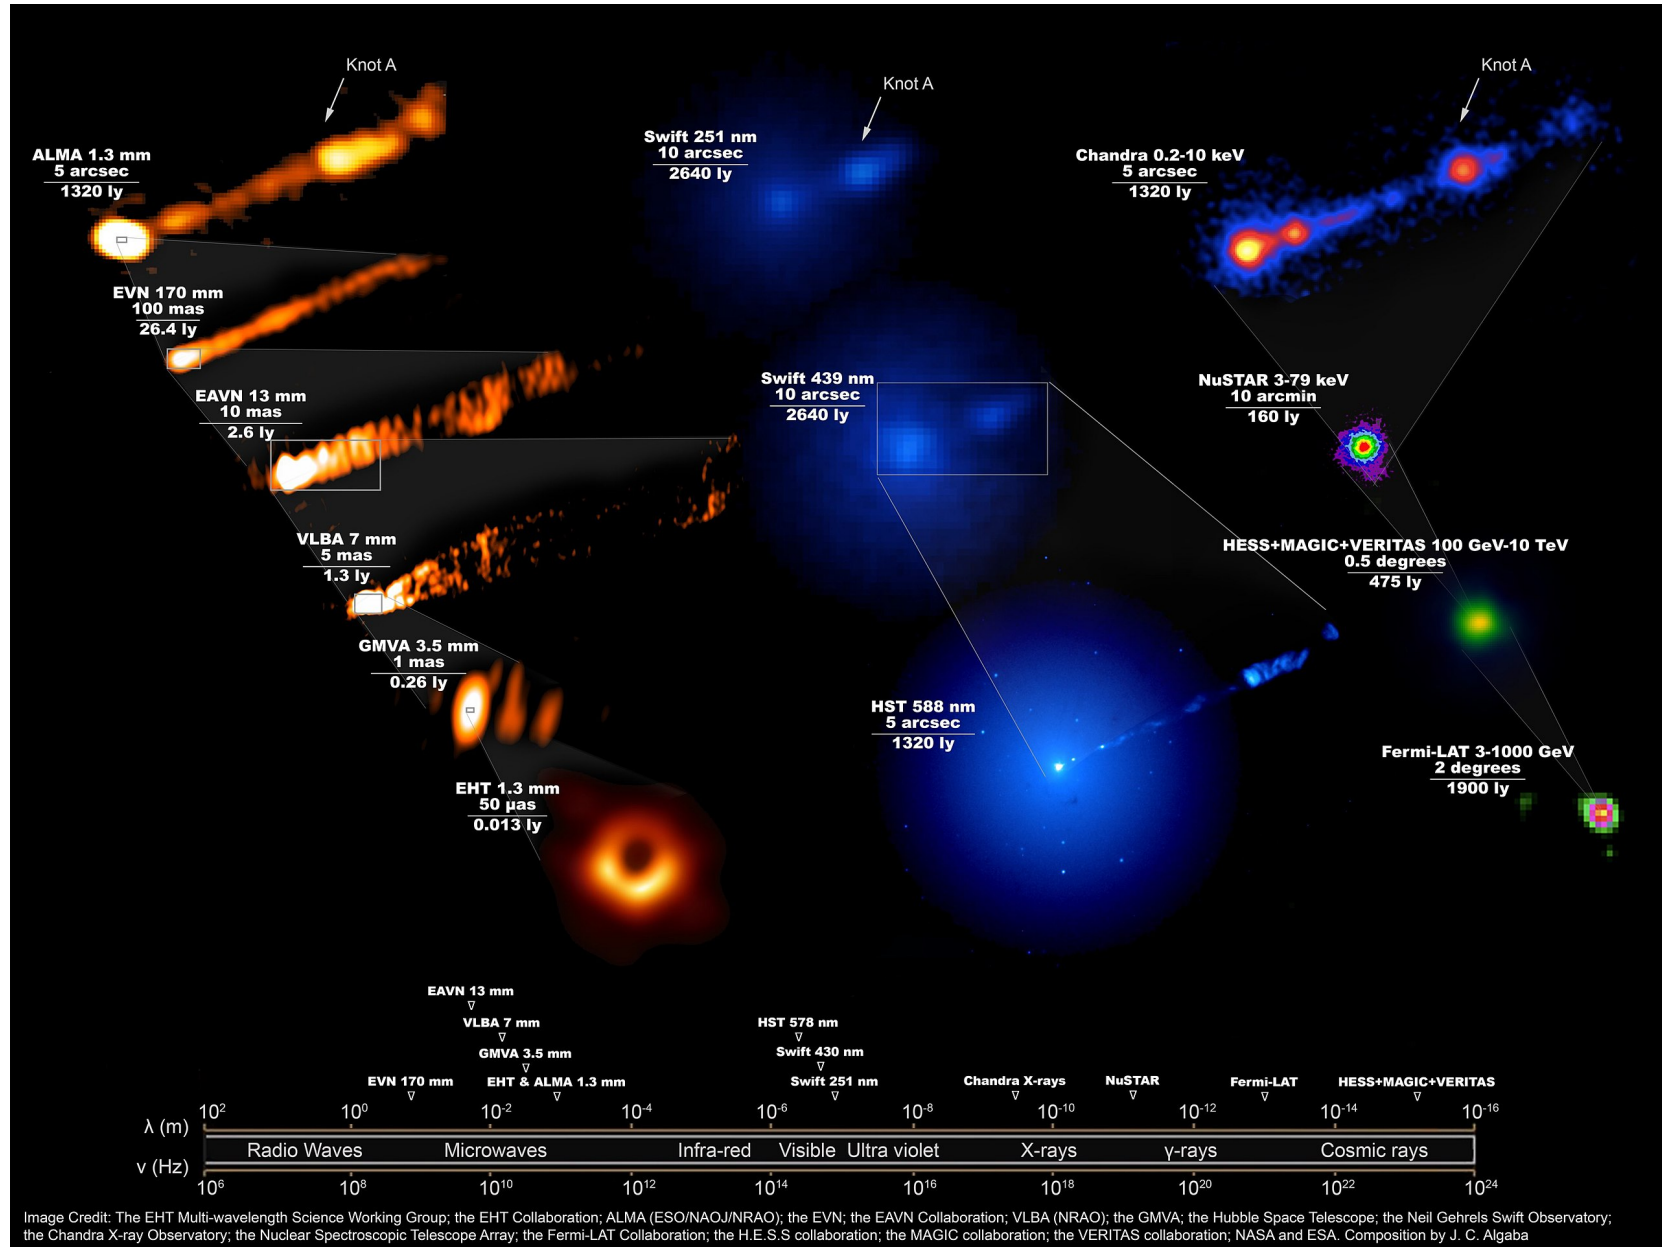 Knot A
ALMA 1.3 mm
5 arcsec
1320 ly
EVN 170 mm
100 mas
26.4 ly
EAVN 13 mm
10 mas
2.6 ly
VLBA 7 mm
5 mas
1.3 ly
GMVA 3.5 mm
1 mas
0.26 ly
EHT 1.3 mm
50 µas
0.013 ly
Knot A
Swift 251 nm
10 arcsec
2640 ly
Swift 439 nm
10 arcsec
2640 ly
HST 588 nm
5 arcsec
1320 ly
Knot A
Chandra 0.2-10 keV
5 arcsec
1320 ly
NuSTAR 3-79 keV
10 arcmin
160 ly
HESS+MAGIC+VERITAS 100 GeV-10 TeV
0.5 degrees
475 ly
Fermi-LAT 3-1000 GeV
2 degrees
1900 ly
EAVN 13 mm
VLBA 7 mm
HST 578 nm
GMVA 3.5 mm
Swift 430 nm
EVN 170 mm
EHT & ALMA 1.3 mm
Swift 251 nm
Chandra X-rays
NuSTAR
Fermi-LAT
HESS+MAGIC+VERITAS
λ (m) 10² 10⁰ 10⁻² 10⁻⁴ 10⁻⁶ 10⁻⁸ 10⁻¹⁰ 10⁻¹² 10⁻¹⁴ 10⁻¹⁶
Radio Waves Microwaves Infra-red Visible Ultra violet X-rays γ-rays Cosmic rays
ν (Hz) 10⁶ 10⁸ 10¹⁰ 10¹² 10¹⁴ 10¹⁶ 10¹⁸ 10²⁰ 10²² 10²⁴
Image Credit: The EHT Multi-wavelength Science Working Group; the EHT Collaboration; ALMA (ESO/NAOJ/NRAO); the EVN; the EAVN Collaboration; VLBA (NRAO); the GMVA; the Hubble Space Telescope; the Neil Gehrels Swift Observatory;
the Chandra X-ray Observatory; the Nuclear Spectroscopic Telescope Array; the Fermi-LAT Collaboration; the H.E.S.S collaboration; the MAGIC collaboration; the VERITAS collaboration; NASA and ESA. Composition by J. C. Algaba